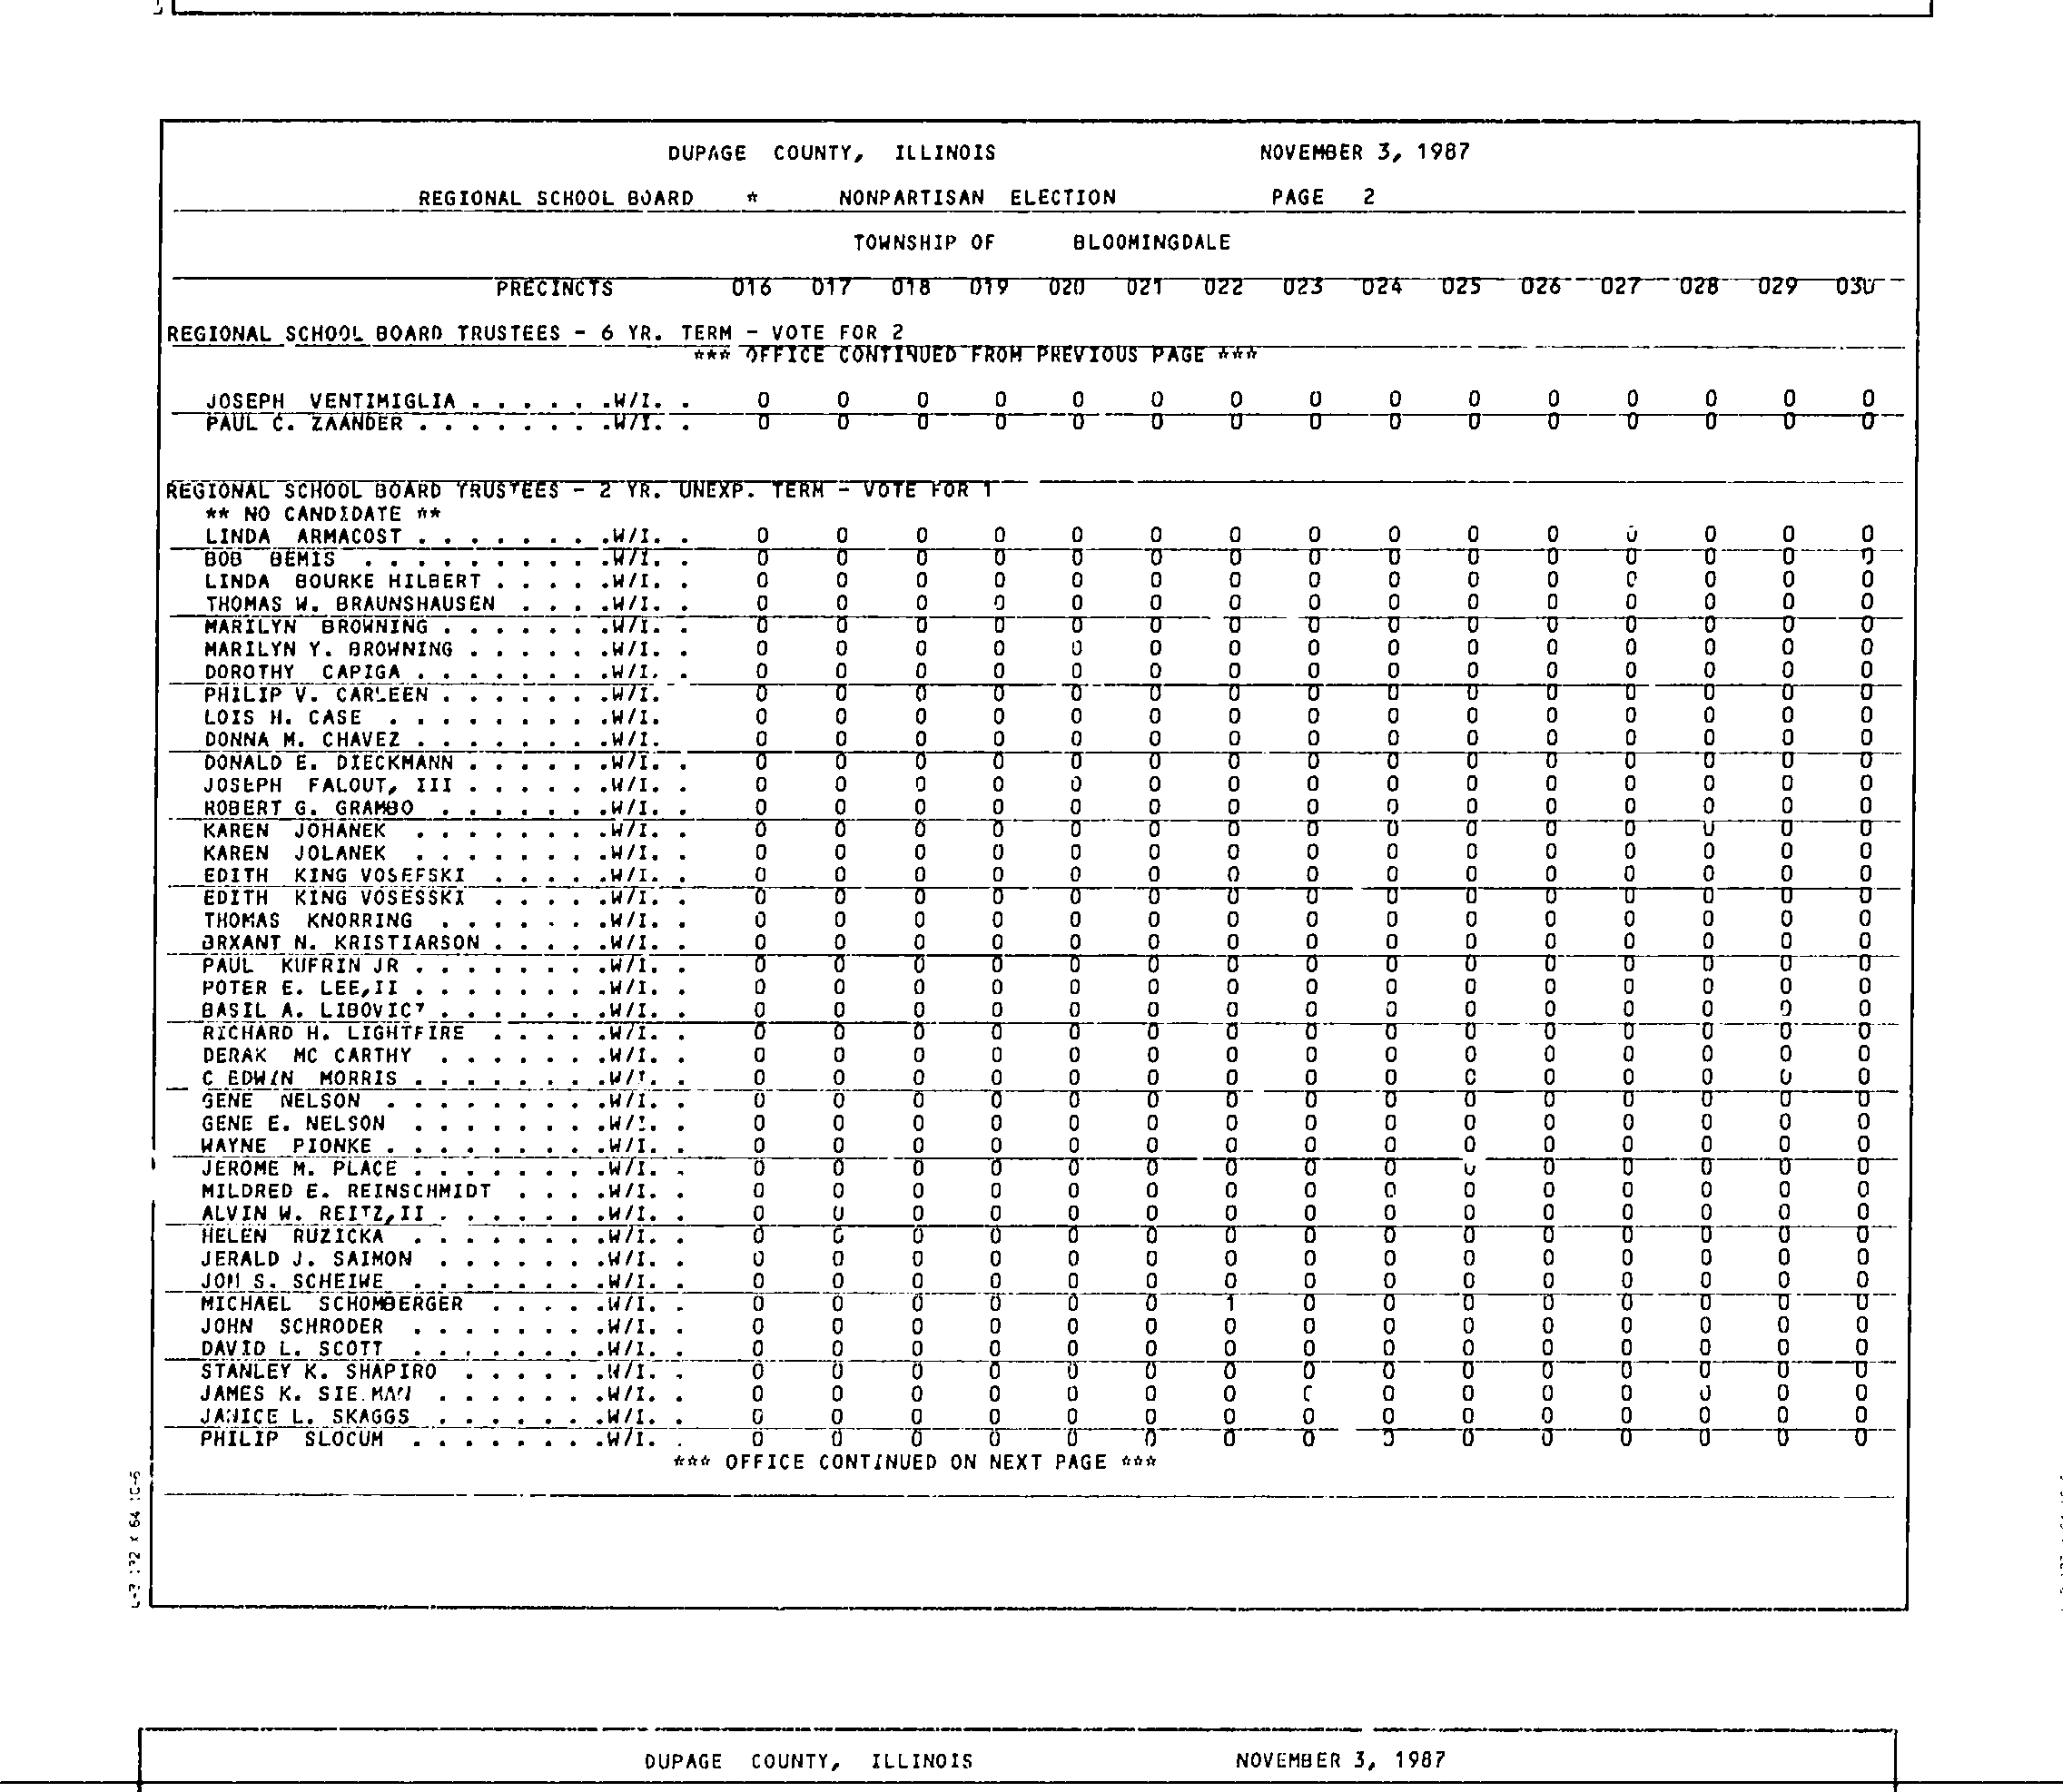 DUPAGE COUNTY, ILLINOIS NOVEMBER 3, 1987
REGIONAL SCHOOL BOARD * NONPARTISAN ELECTION PAGE 2
TOWNSHIP OF BLOOMINGDALE
PRECINCTS 016 017 018 019 020 021 022 023 024 025 026 027 028 029 030
REGIONAL SCHOOL BOARD TRUSTEES - 6 YR. TERM - VOTE FOR 2
*** OFFICE CONTINUED FROM PREVIOUS PAGE ***
JOSEPH VENTIMIGLIA . . . . . .W/I. . 0 0 0 0 0 0 0 0 0 0 0 0 0 0 0
PAUL C. ZAANDER . . . . . . . .W/I. . 0 0 0 0 0 0 0 0 0 0 0 0 0 0 0
REGIONAL SCHOOL BOARD TRUSTEES - 2 YR. UNEXP. TERM - VOTE FOR 1
** NO CANDIDATE **
LINDA ARMACOST . . . . . . . .W/I. . 0 0 0 0 0 0 0 0 0 0 0 0 0 0 0
BOB BEMIS . . . . . . . . . .W/I. . 0 0 0 0 0 0 0 0 0 0 0 0 0 0 0
LINDA BOURKE HILBERT . . . . .W/I. . 0 0 0 0 0 0 0 0 0 0 0 0 0 0 0
THOMAS W. BRAUNSHAUSEN . . . .W/I. . 0 0 0 0 0 0 0 0 0 0 0 0 0 0 0
MARILYN BROWNING . . . . . . .W/I. . 0 0 0 0 0 0 0 0 0 0 0 0 0 0 0
MARILYN Y. BROWNING . . . . . .W/I. . 0 0 0 0 0 0 0 0 0 0 0 0 0 0 0
DOROTHY CAPIGA . . . . . . . .W/I. . 0 0 0 0 0 0 0 0 0 0 0 0 0 0 0
PHILIP V. CARLEEN . . . . . . .W/I. 0 0 0 0 0 0 0 0 0 0 0 0 0 0 0
LOIS H. CASE . . . . . . . . .W/I. 0 0 0 0 0 0 0 0 0 0 0 0 0 0 0
DONNA M. CHAVEZ . . . . . . . .W/I. 0 0 0 0 0 0 0 0 0 0 0 0 0 0 0
DONALD E. DIECKMANN . . . . . .W/I. . 0 0 0 0 0 0 0 0 0 0 0 0 0 0 0
JOSEPH FALOUT, III . . . . . .W/I. . 0 0 0 0 0 0 0 0 0 0 0 0 0 0 0
ROBERT G. GRAMBO . . . . . . .W/I. . 0 0 0 0 0 0 0 0 0 0 0 0 0 0 0
KAREN JOHANEK . . . . . . . .W/I. . 0 0 0 0 0 0 0 0 0 0 0 0 0 0 0
KAREN JOLANEK . . . . . . . .W/I. . 0 0 0 0 0 0 0 0 0 0 0 0 0 0 0
EDITH KING VOSEFSKI . . . . .W/I. . 0 0 0 0 0 0 0 0 0 0 0 0 0 0 0
EDITH KING VOSESSKI . . . . .W/I. . 0 0 0 0 0 0 0 0 0 0 0 0 0 0 0
THOMAS KNORRING . . . . . . .W/I. . 0 0 0 0 0 0 0 0 0 0 0 0 0 0 0
BRXANT N. KRISTIARSON . . . . .W/I. . 0 0 0 0 0 0 0 0 0 0 0 0 0 0 0
PAUL KUFRIN JR . . . . . . . .W/I. . 0 0 0 0 0 0 0 0 0 0 0 0 0 0 0
POTER E. LEE,II . . . . . . . .W/I. . 0 0 0 0 0 0 0 0 0 0 0 0 0 0 0
BASIL A. . . . . . . .W/I. . 0 0 0 0 0 0 0 0 0 0 0 0 0 0 0
RICHARD H. LIGHTFIRE . . . . .W/I. . 0 0 0 0 0 0 0 0 0 0 0 0 0 0 0
DERAK MC CARTHY . . . . . . .W/I. . 0 0 0 0 0 0 0 0 0 0 0 0 0 0 0
C EDWIN MORRIS . . . . . . . .W/I. . 0 0 0 0 0 0 0 0 0 0 0 0 0 0 0
GENE NELSON . . . . . . . . .W/I. . 0 0 0 0 0 0 0 0 0 0 0 0 0 0 0
GENE E. NELSON . . . . . . . .W/I. . 0 0 0 0 0 0 0 0 0 0 0 0 0 0 0
WAYNE PIONKE . . . . . . . . .W/I. . 0 0 0 0 0 0 0 0 0 0 0 0 0 0 0
JEROME M. PLACE . . . . . . . .W/I. . 0 0 0 0 0 0 0 0 0 0 0 0 0 0 0
MILDRED E. REINSCHMIDT . . . .W/I. . 0 0 0 0 0 0 0 0 0 0 0 0 0 0 0
ALVIN W. REITZ,II . . . . . . .W/I. . 0 0 0 0 0 0 0 0 0 0 0 0 0 0 0
HELEN RUZICKA . . . . . . . .W/I. . 0 0 0 0 0 0 0 0 0 0 0 0 0 0 0
JERALD J. SAIMON . . . . . . .W/I. . 0 0 0 0 0 0 0 0 0 0 0 0 0 0 0
JON S. SCHEIWE . . . . . . . .W/I. . 0 0 0 0 0 0 0 0 0 0 0 0 0 0 0
MICHAEL SCHOMBERGER . . . . .W/I. . 0 0 0 0 0 0 1 0 0 0 0 0 0 0 0
JOHN SCHRODER . . . . . . . .W/I. . 0 0 0 0 0 0 0 0 0 0 0 0 0 0 0
DAVID L. SCOTT . . . . . . . .W/I. . 0 0 0 0 0 0 0 0 0 0 0 0 0 0 0
STANLEY K. SHAPIRO . . . . . .W/I. . 0 0 0 0 0 0 0 0 0 0 0 0 0 0 0
JAMES K. . . . . . . .W/I. . 0 0 0 0 0 0 0 0 0 0 0 0 0 0 0
JANICE L. SKAGGS . . . . . . .W/I. . 0 0 0 0 0 0 0 0 0 0 0 0 0 0 0
PHILIP SLOCUM . . . . . . . .W/I. . 0 0 0 0 0 0 0 0 0 0 0 0 0 0 0
*** OFFICE CONTINUED ON NEXT PAGE ***
DUPAGE COUNTY, ILLINOIS NOVEMBER 3, 1987